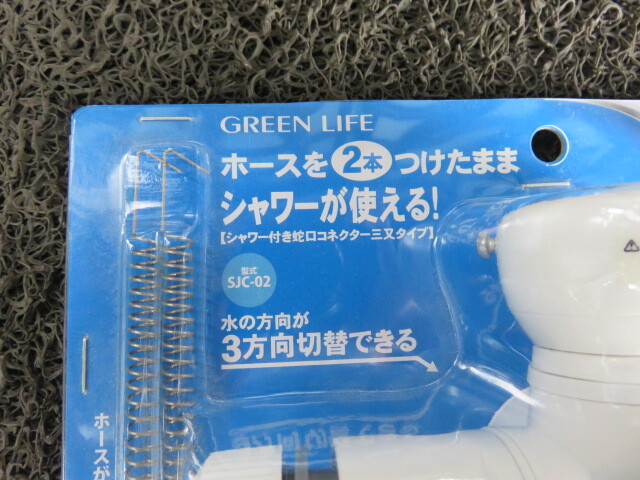 GREEN LIFE
ホースを2本つけたまま
シャワーが使える!
【シャワー付き蛇口コネクター三又タイプ】
型式
SJC-02
水の方向が
3方向切替できる
ホースが